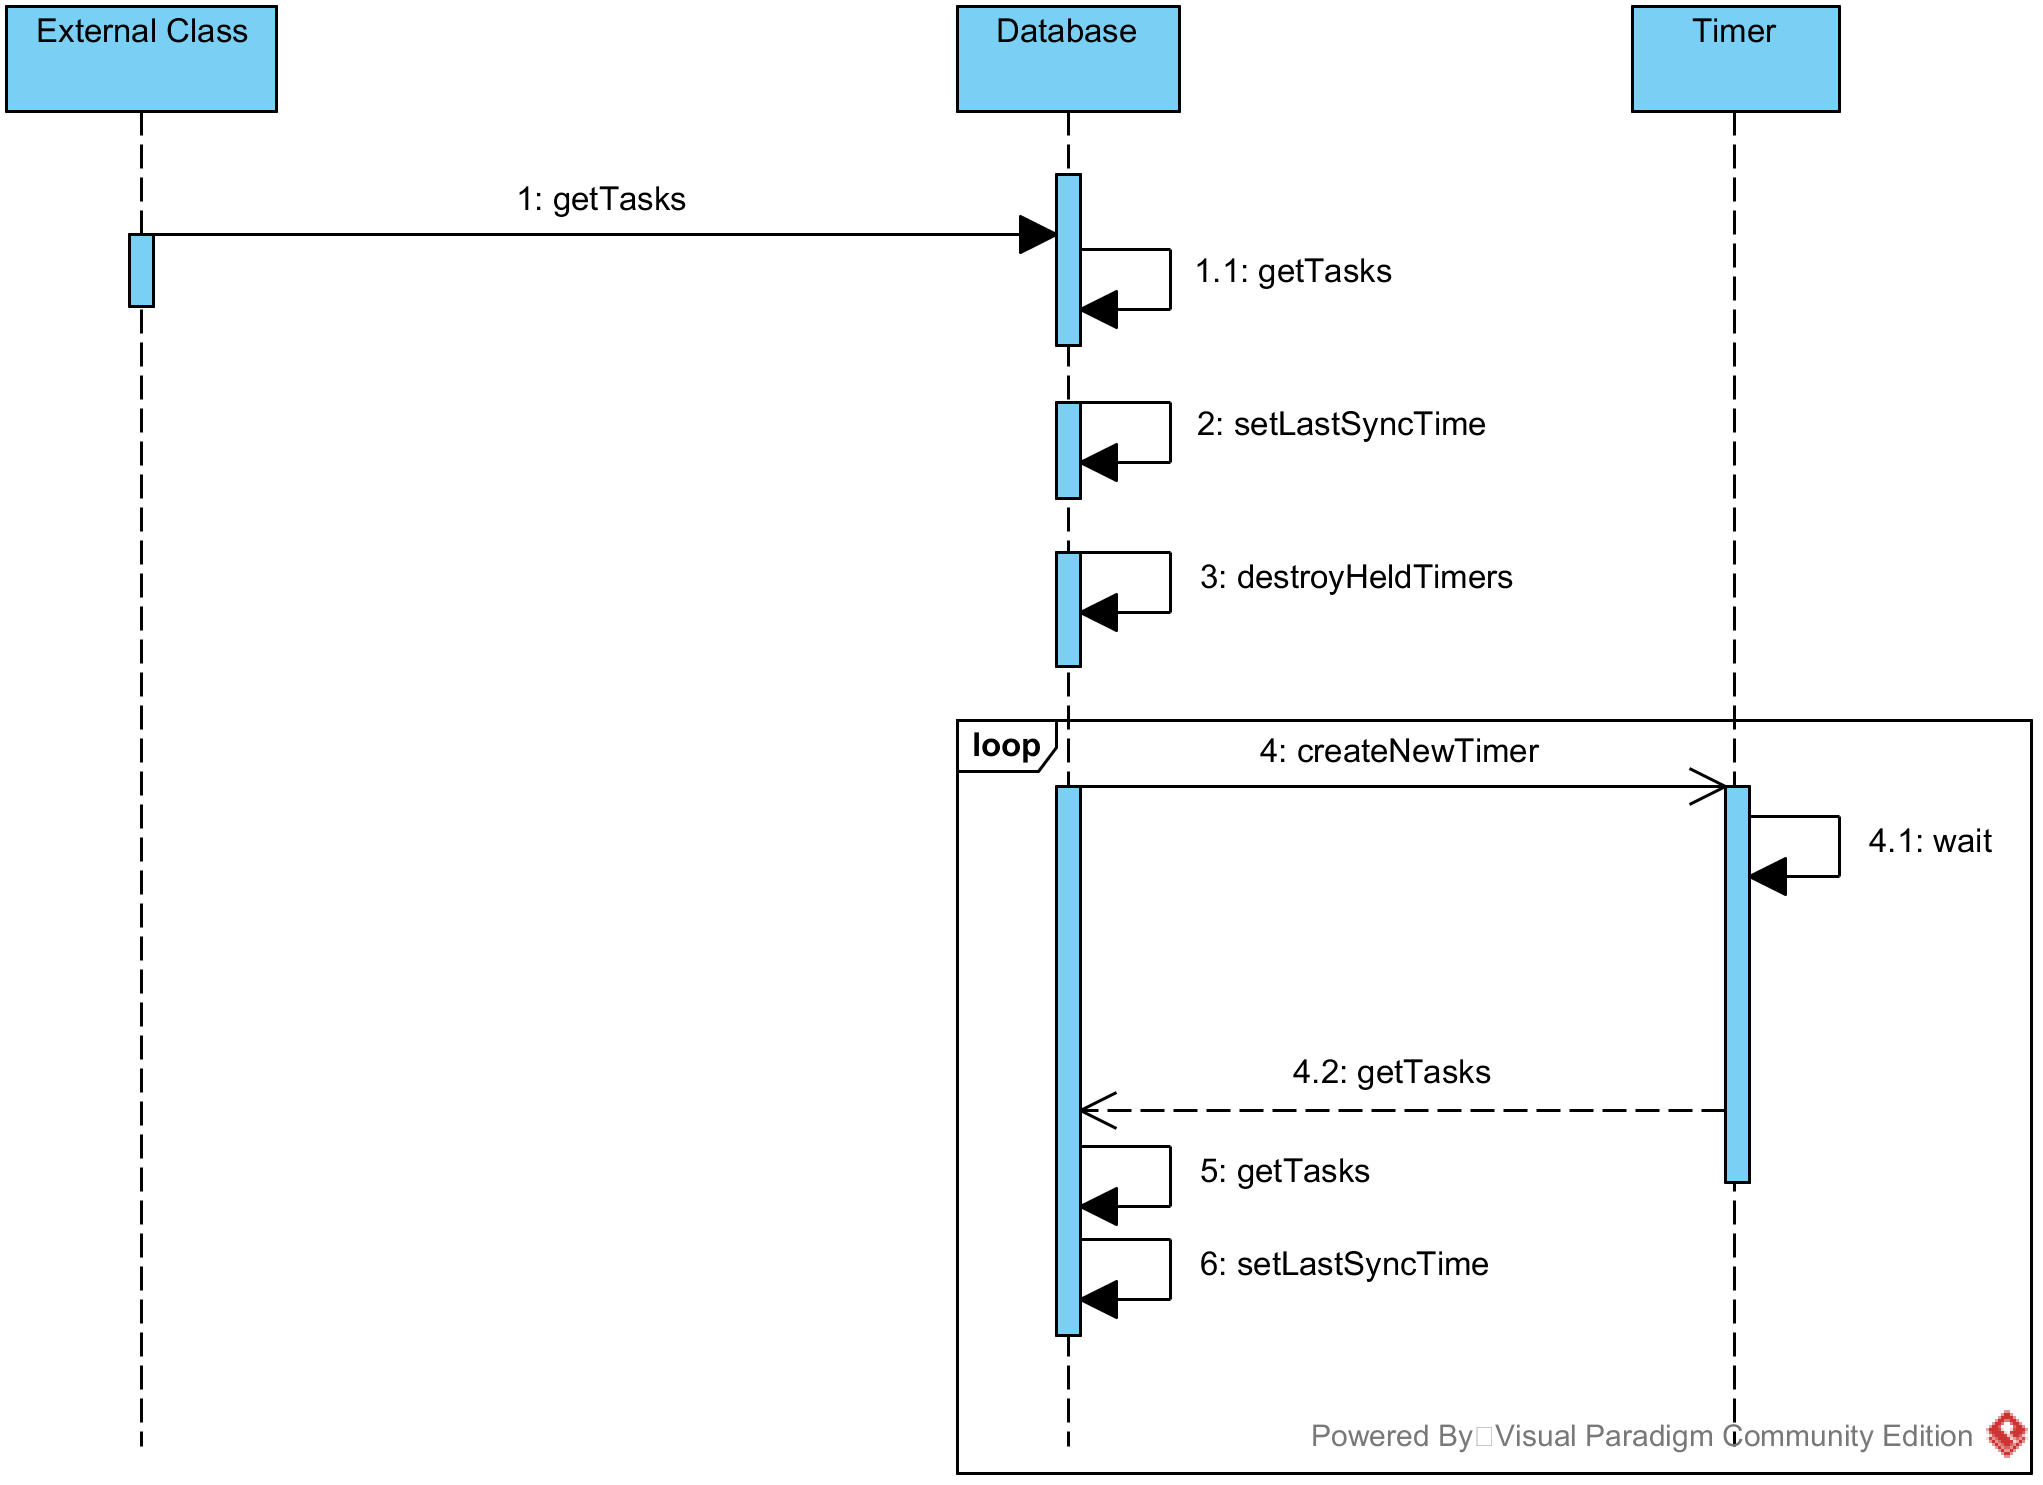 External Class
Database
Timer
1: getTasks
1.1: getTasks
2: setLastSyncTime
3: destroyHeldTimers
loop
4: createNewTimer
4.1: wait
4.2: getTasks
5: getTasks
6: setLastSyncTime
Powered By Visual Paradigm Community Edition